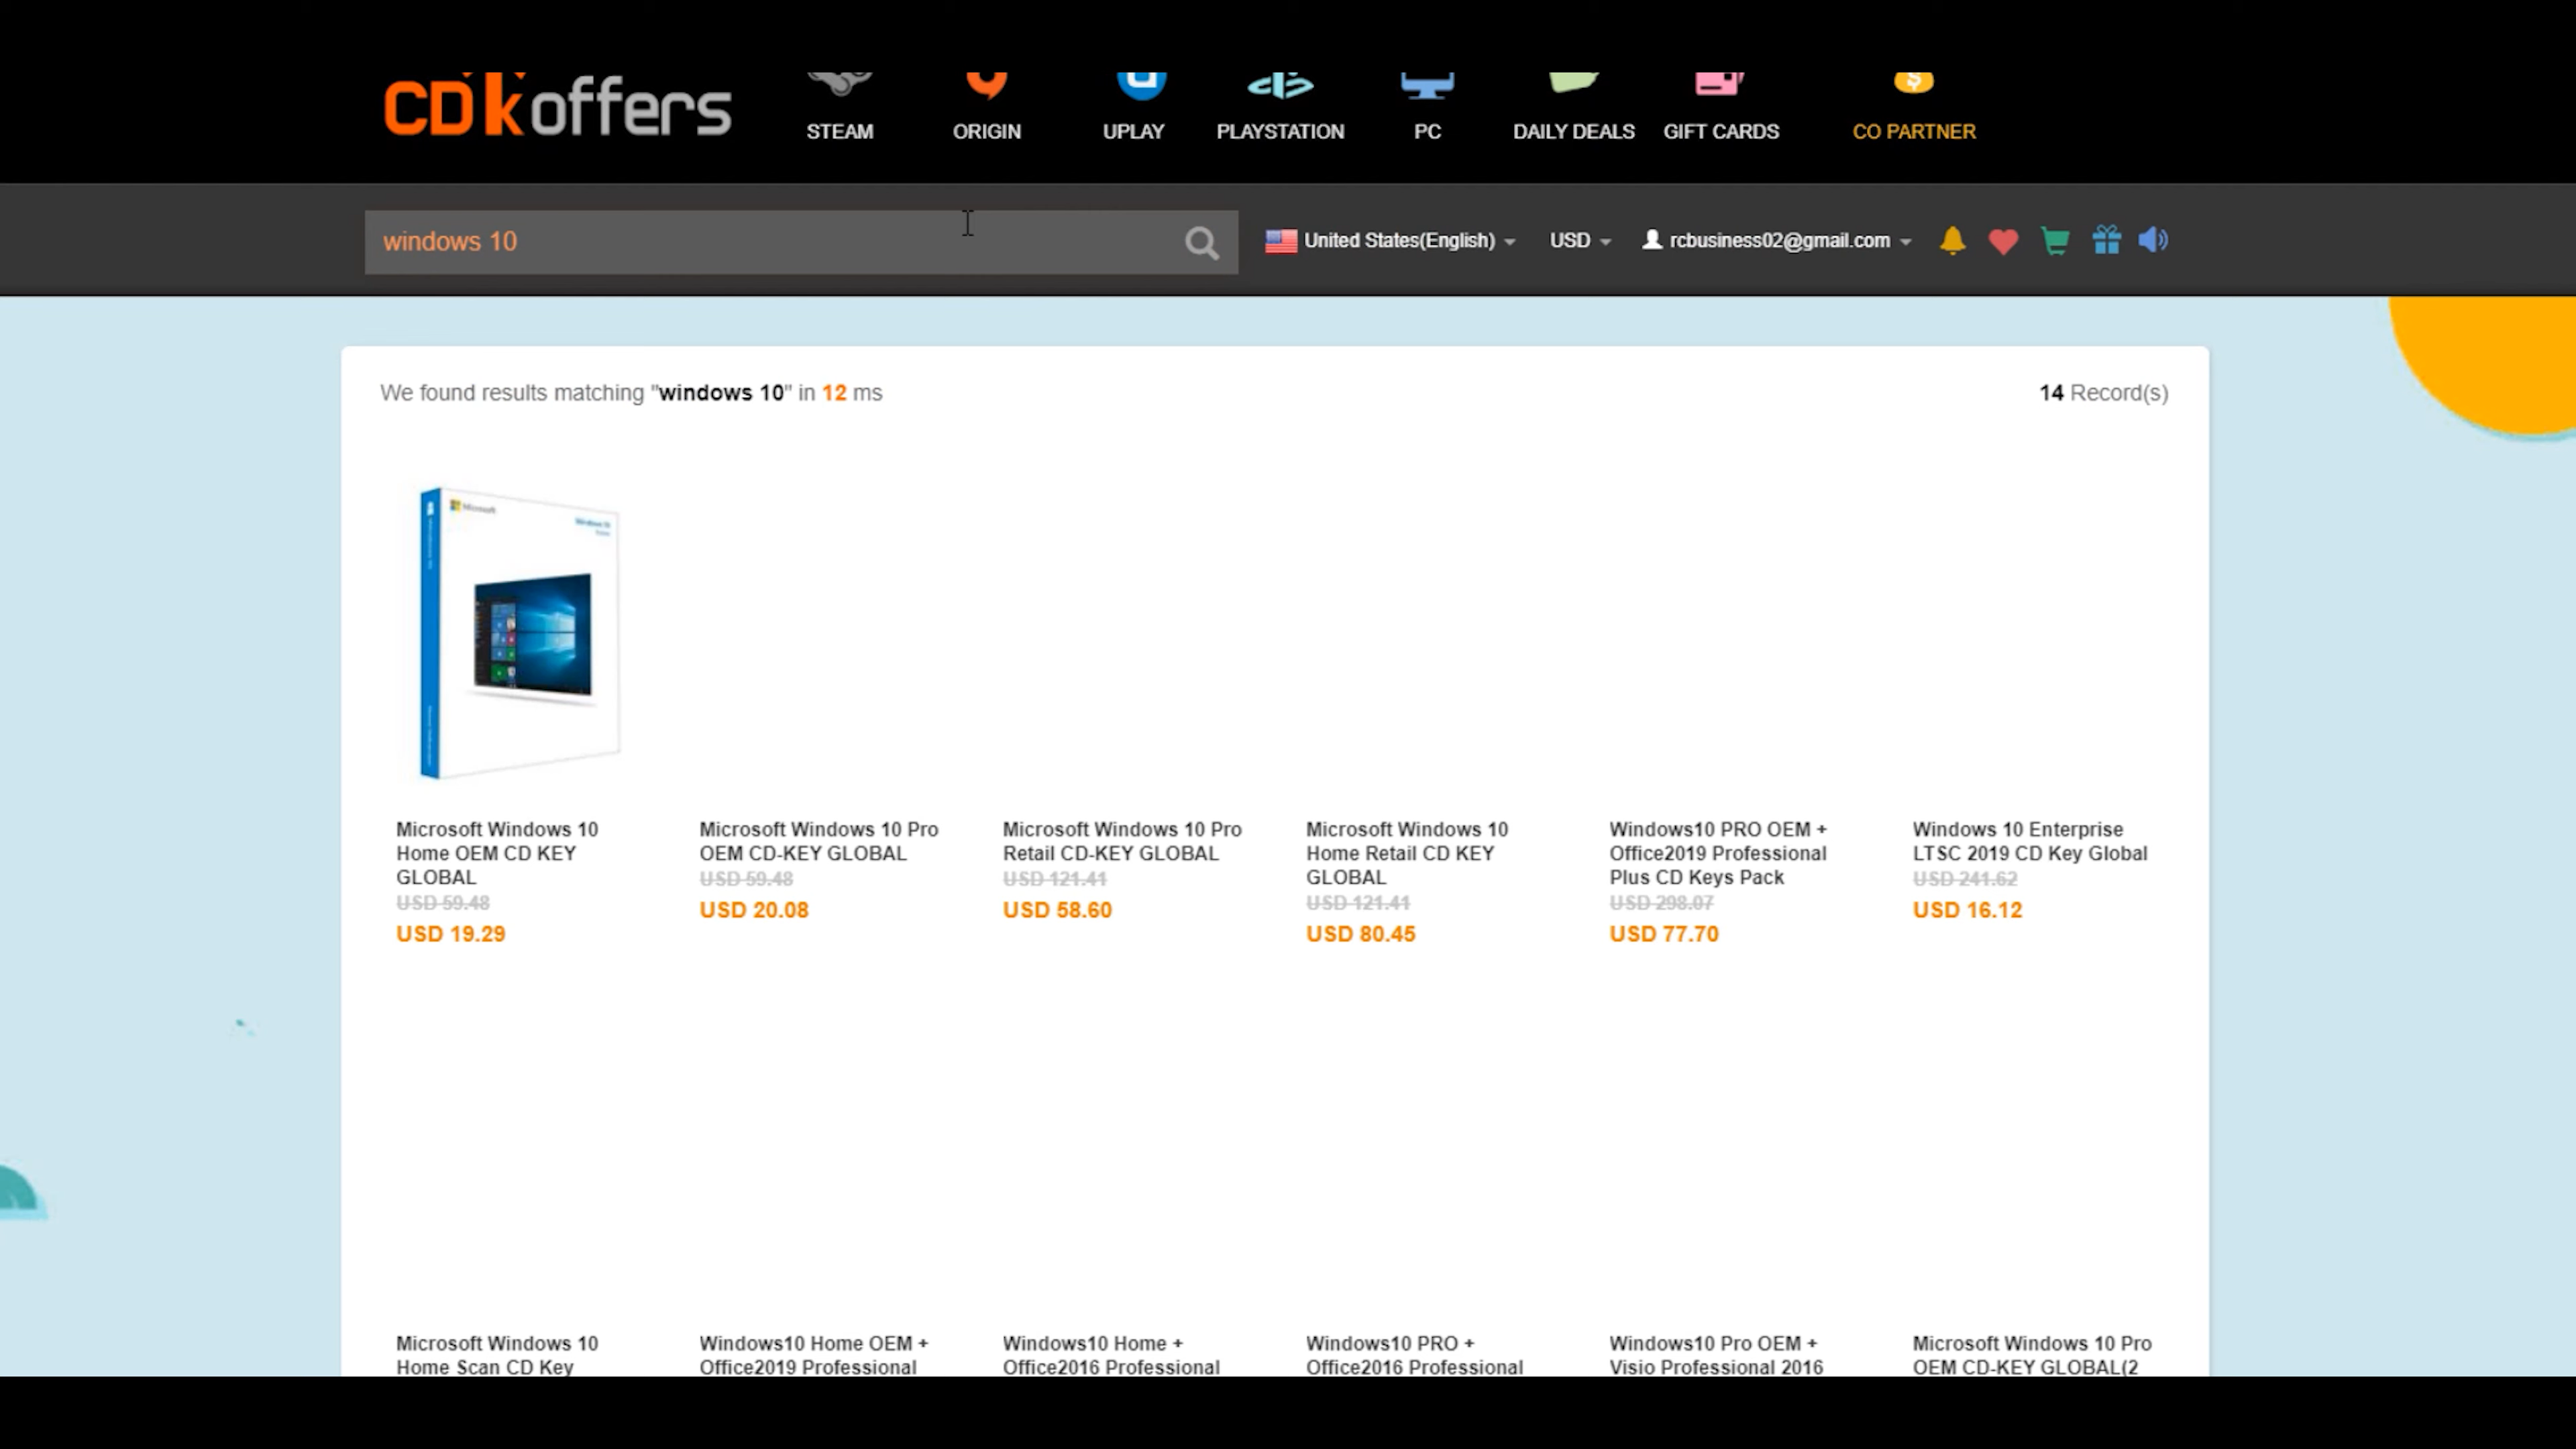 CDkoffers
STEAM
ORIGIN
UPLAY
PLAYSTATION
PC
DAILY DEALS
GIFT CARDS
CO PARTNER
windows 10
United States(English)
USD
rcbusiness02@gmail.com
We found results matching "windows 10" in 12 ms
14 Record(s)
Microsoft
Windows 10
Microsoft Windows 10
Home OEM CD KEY
GLOBAL
USD 59.48
USD 19.29
Microsoft Windows 10 Pro
OEM CD-KEY GLOBAL
USD 59.48
USD 20.08
Microsoft Windows 10 Pro
Retail CD-KEY GLOBAL
USD 121.41
USD 58.60
Microsoft Windows 10
Home Retail CD KEY
GLOBAL
USD 121.41
USD 80.45
Windows10 PRO OEM +
Office2019 Professional
Plus CD Keys Pack
USD 298.07
USD 77.70
Windows 10 Enterprise
LTSC 2019 CD Key Global
USD 241.62
USD 16.12
Microsoft Windows 10
Home Scan CD Key
Windows10 Home OEM +
Office2019 Professional
Windows10 Home +
Office2016 Professional
Windows10 PRO +
Office2016 Professional
Windows10 Pro OEM +
Visio Professional 2016
Microsoft Windows 10 Pro
OEM CD-KEY GLOBAL(2